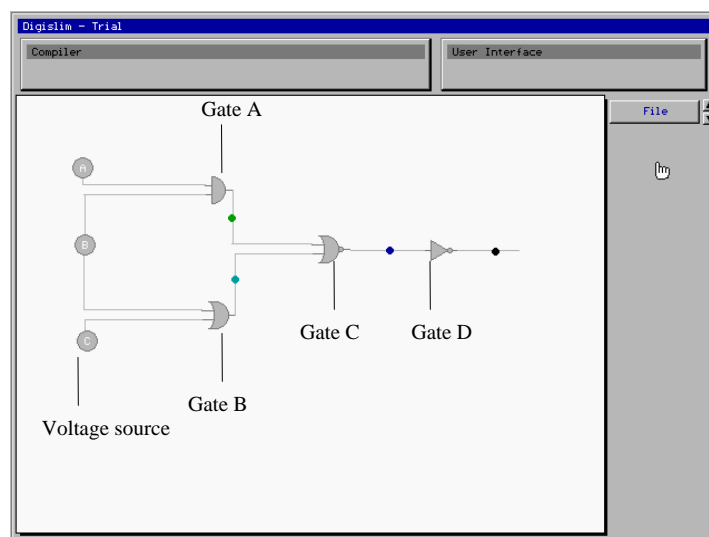 Digislim - Trial
Compiler
User Interface
File
Gate A
A
B
C
Gate C
Gate D
Gate B
Voltage source